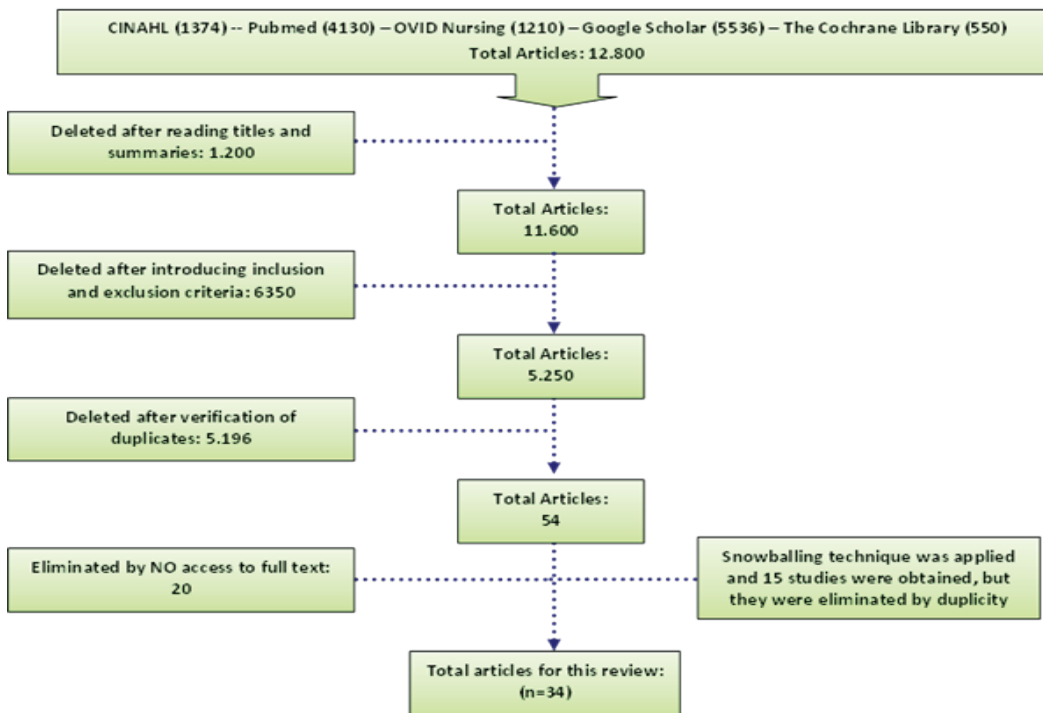 CINAHL (1374) -- Pubmed (4130) – OVID Nursing (1210) – Google Scholar (5536) – The Cochrane Library (550)
Total Articles: 12.800
Deleted after reading titles and
summaries: 1.200
Total Articles:
11.600
Deleted after introducing inclusion
and exclusion criteria: 6350
Total Articles:
5.250
Deleted after verification of
duplicates: 5.196
Total Articles:
54
Eliminated by NO access to full text:
20
Snowballing technique was applied
and 15 studies were obtained, but
they were eliminated by duplicity
Total articles for this review:
(n=34)